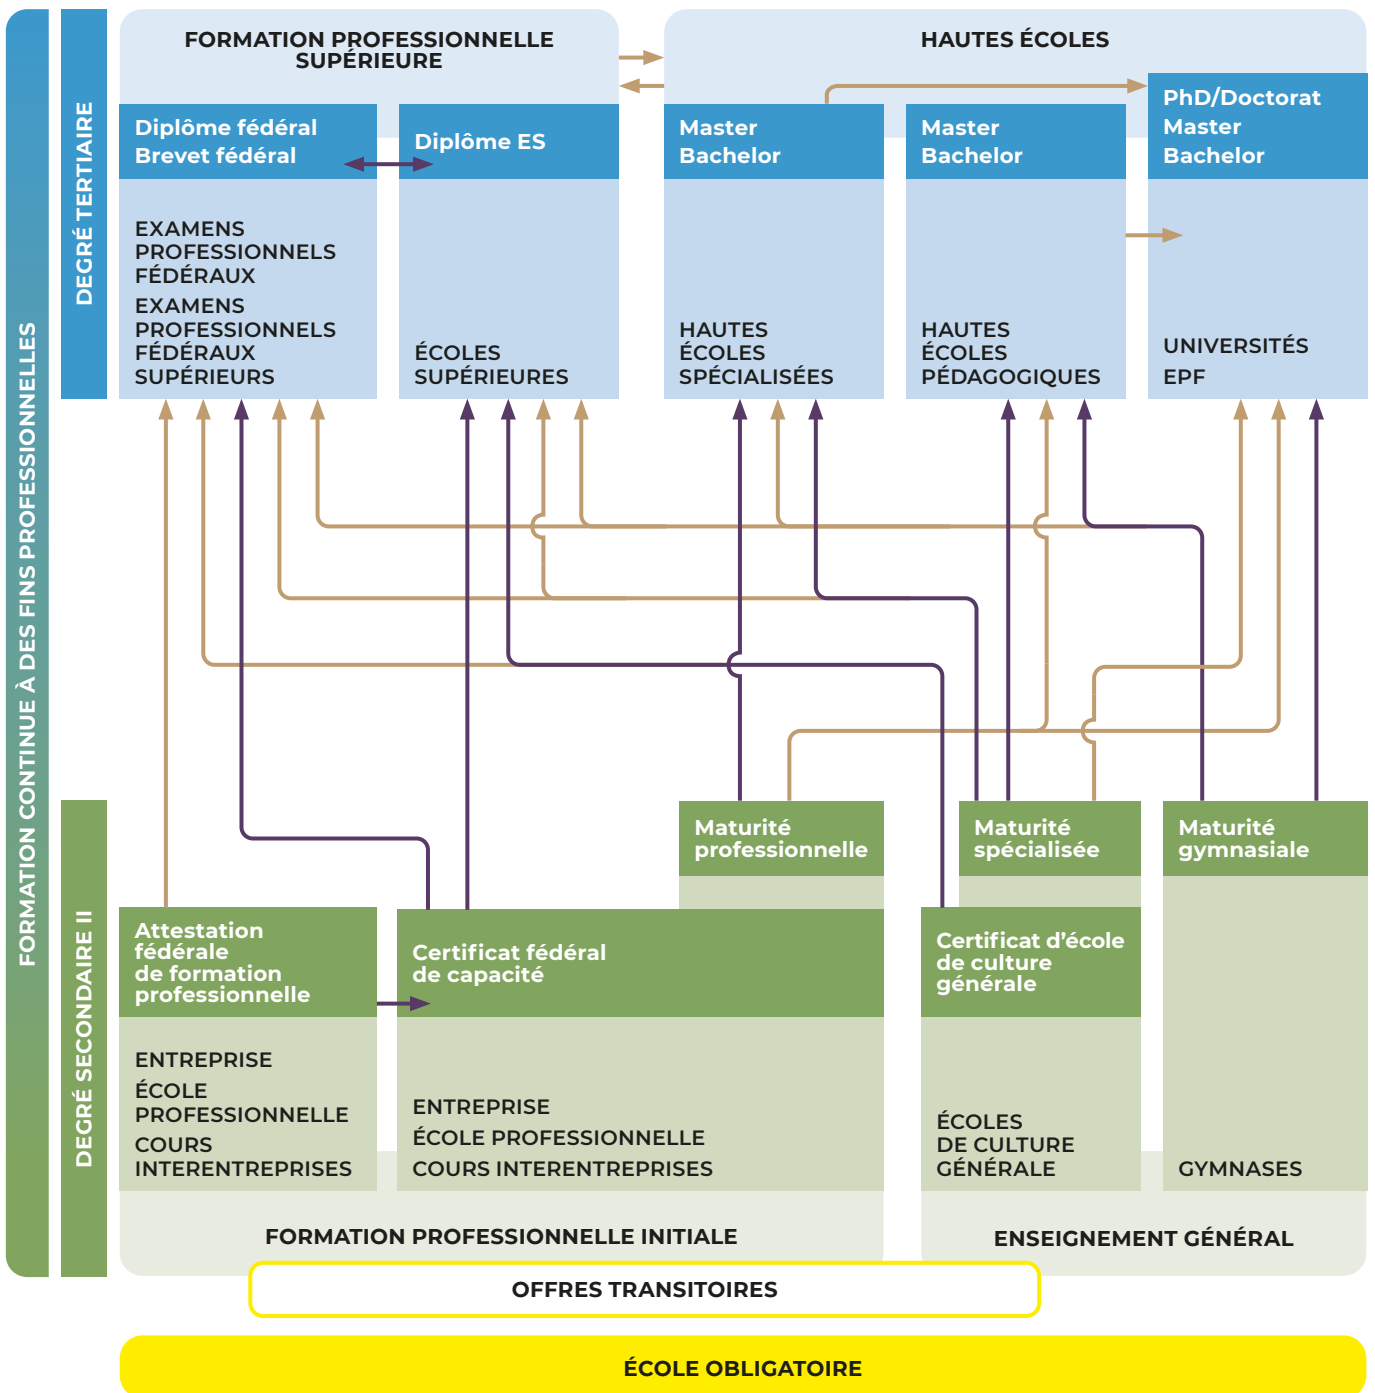 FORMATION CONTINUE À DES FINS PROFESSIONNELLES
DEGRÉ TERTIAIRE
FORMATION PROFESSIONNELLE
SUPÉRIEURE
HAUTES ÉCOLES
Diplôme fédéral
Brevet fédéral
Diplôme ES
Master
Bachelor
Master
Bachelor
PhD/Doctorat
Master
Bachelor
EXAMENS
PROFESSIONNELS
FÉDÉRAUX
EXAMENS
PROFESSIONNELS
FÉDÉRAUX
SUPÉRIEURS
ÉCOLES
SUPÉRIEURES
HAUTES
ÉCOLES
SPÉCIALISÉES
HAUTES
ÉCOLES
PÉDAGOGIQUES
UNIVERSITÉS
EPF
DEGRÉ SECONDAIRE II
Maturité
professionnelle
Maturité
spécialisée
Maturité
gymnasiale
Attestation
fédérale
de formation
professionnelle
Certificat fédéral
de capacité
Certificat d’école
de culture
générale
ENTREPRISE
ÉCOLE
PROFESSIONNELLE
COURS
INTERENTREPRISES
ENTREPRISE
ÉCOLE PROFESSIONNELLE
COURS INTERENTREPRISES
ÉCOLES
DE CULTURE
GÉNÉRALE
GYMNASES
FORMATION PROFESSIONNELLE INITIALE
ENSEIGNEMENT GÉNÉRAL
OFFRES TRANSITOIRES
ÉCOLE OBLIGATOIRE